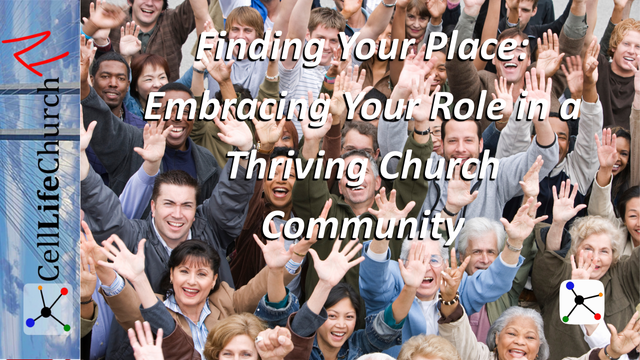 Finding Your Place:
Embracing Your Role in a
Thriving Church
Community
CellLifeChurch